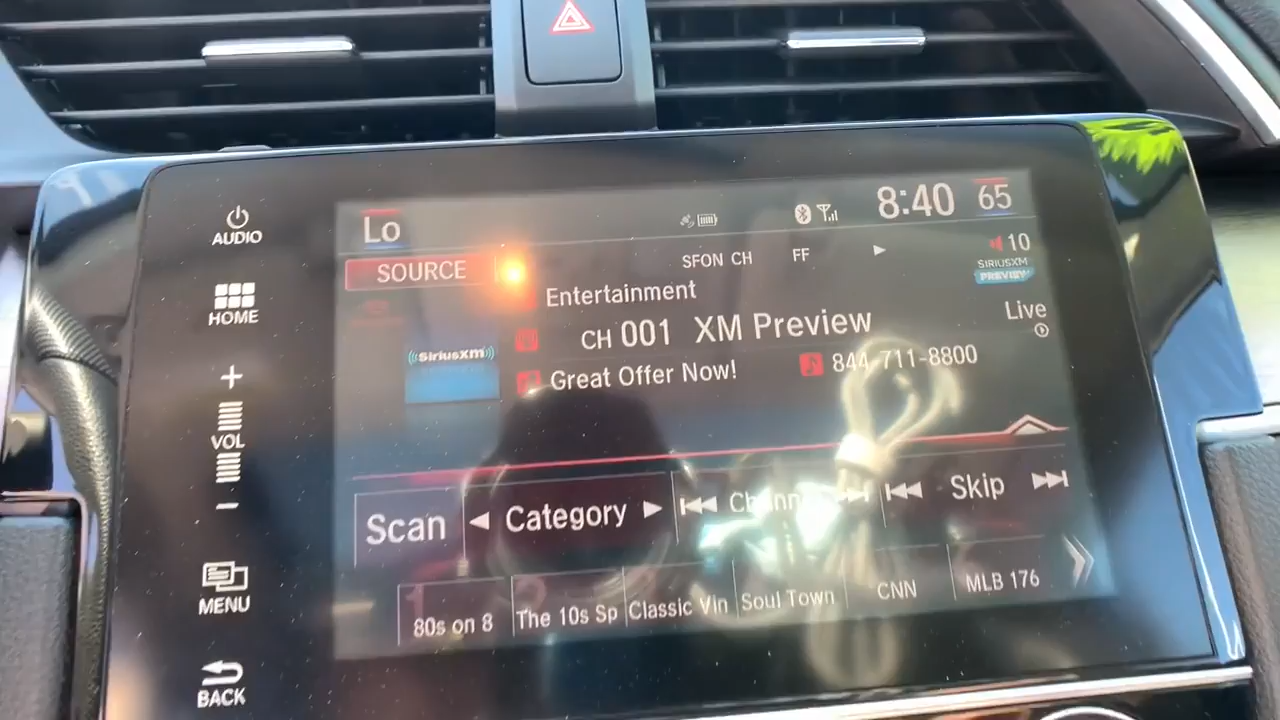 AUDIO
HOME
VOL
MENU
BACK
Lo
8:40
65
SOURCE
SFON CH
FF
10
SIRIUSXM
PREVIEW
Entertainment
Live
CH 001 XM Preview
((SiriusXM))
Great Offer Now!
844-711-8800
Scan
Category
Skip
80s on 8
The 10s Sp
Classic Vin
Soul Town
CNN
MLB 176